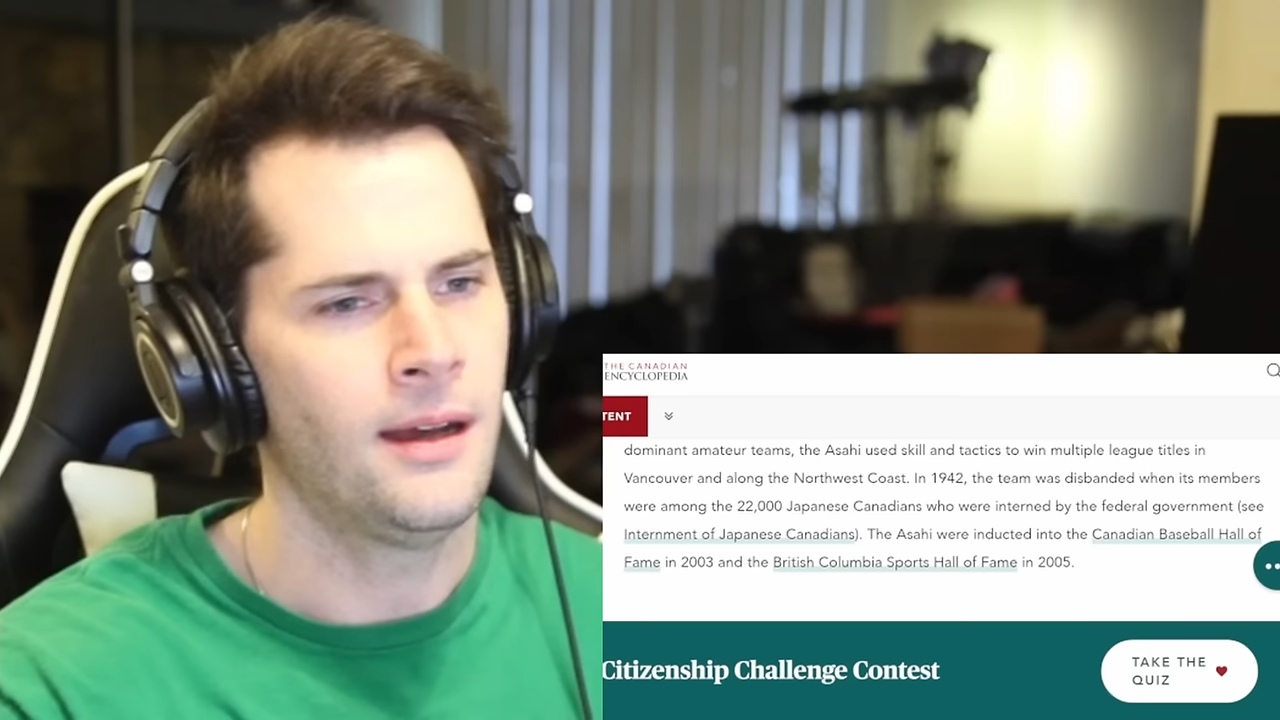 THE CANADIAN
ENCYCLOPEDIA
TENT
dominant amateur teams, the Asahi used skill and tactics to win multiple league titles in
Vancouver and along the Northwest Coast. In 1942, the team was disbanded when its members
were among the 22,000 Japanese Canadians who were interned by the federal government (see
Internment of Japanese Canadians). The Asahi were inducted into the Canadian Baseball Hall of
Fame in 2003 and the British Columbia Sports Hall of Fame in 2005.
Citizenship Challenge Contest
TAKE THE
QUIZ